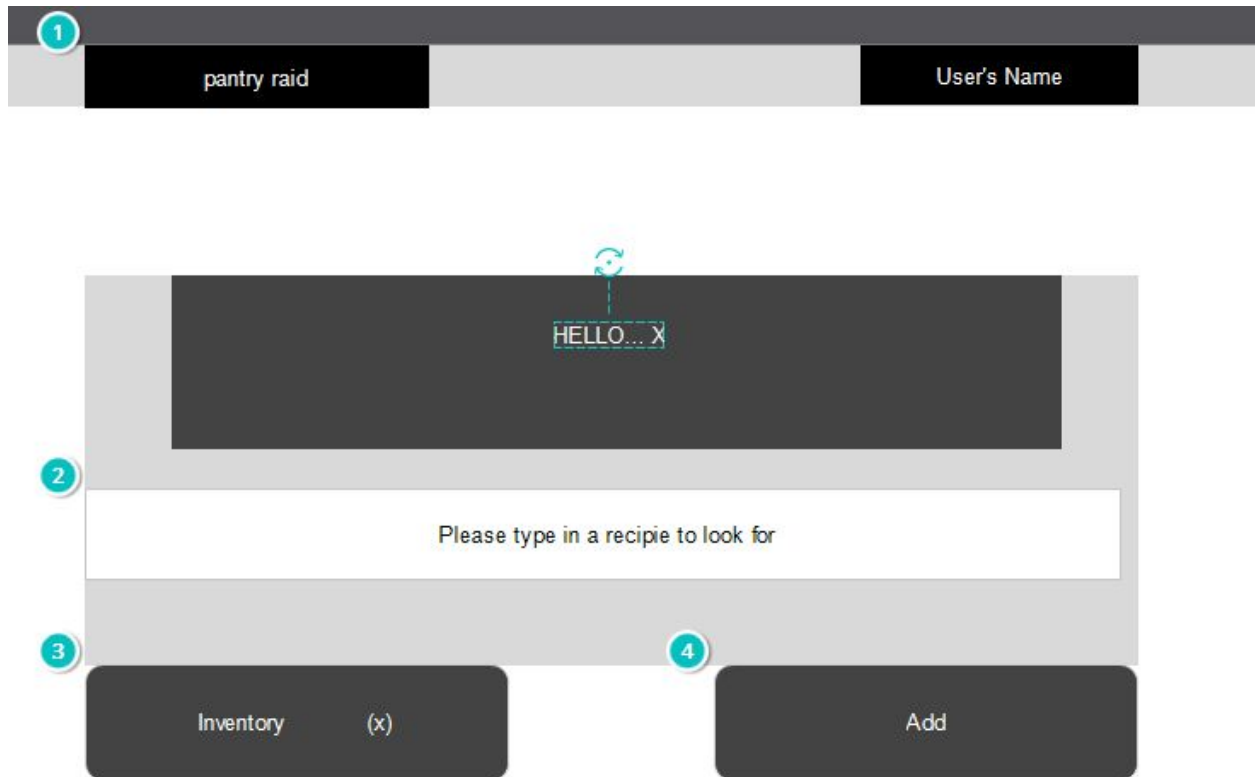 1
pantry raid User's Name
HELLO... X
2
Please type in a recipie to look for
3 4
Inventory (x) Add